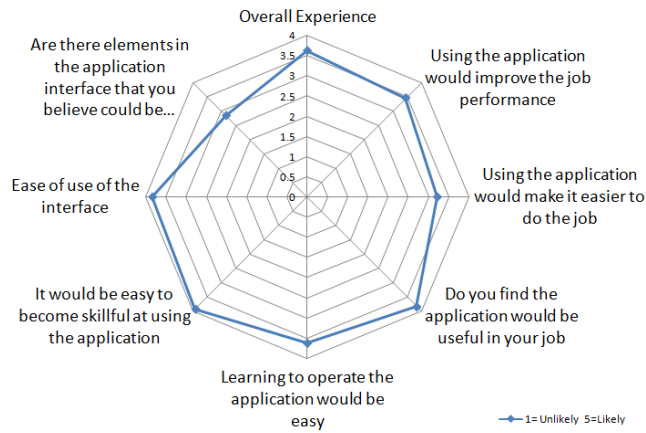 Overall Experience
4
3.5
3
2.5
2
1.5
1
0.5
0
Using the application
would improve the job
performance
Using the application
would make it easier to
do the job
Do you find the
application would be
useful in your job
Learning to operate the
application would be
easy
It would be easy to
become skillful at using
the application
Ease of use of the
interface
Are there elements in
the application
interface that you
believe could be...
1= Unlikely 5=Likely